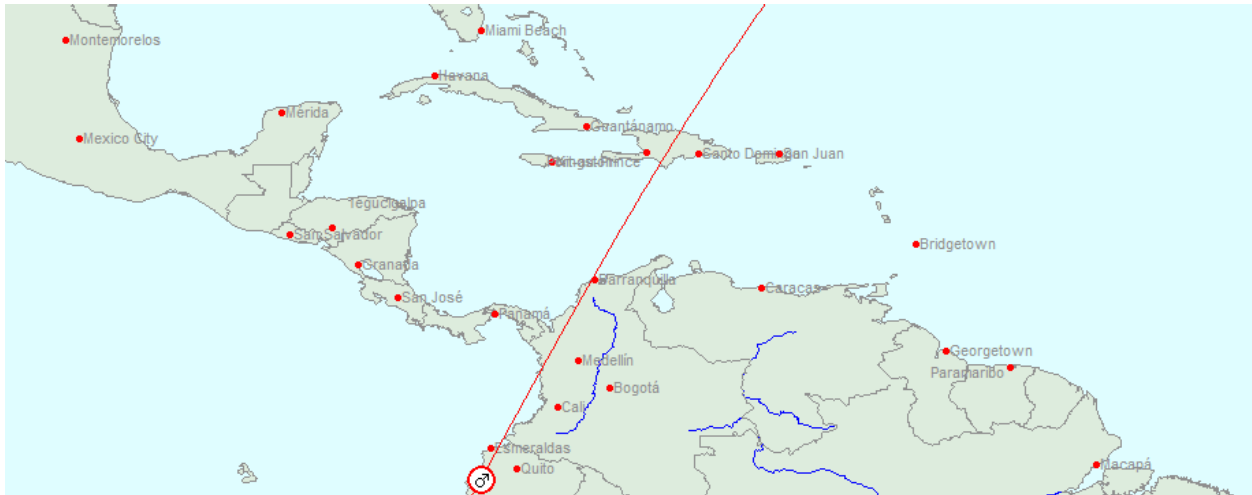 Miami Beach
Montemorelos
Havana
Mérida
Guantánamo
Mexico City
Santo Domingo
San Juan
Tegucigalpa
San Salvador
Bridgetown
Granada
Barranquilla
Caracas
San José
Panamá
Georgetown
Medellín
Paramaribo
Bogotá
Cali
Esmeraldas
Macapá
Quito
♂